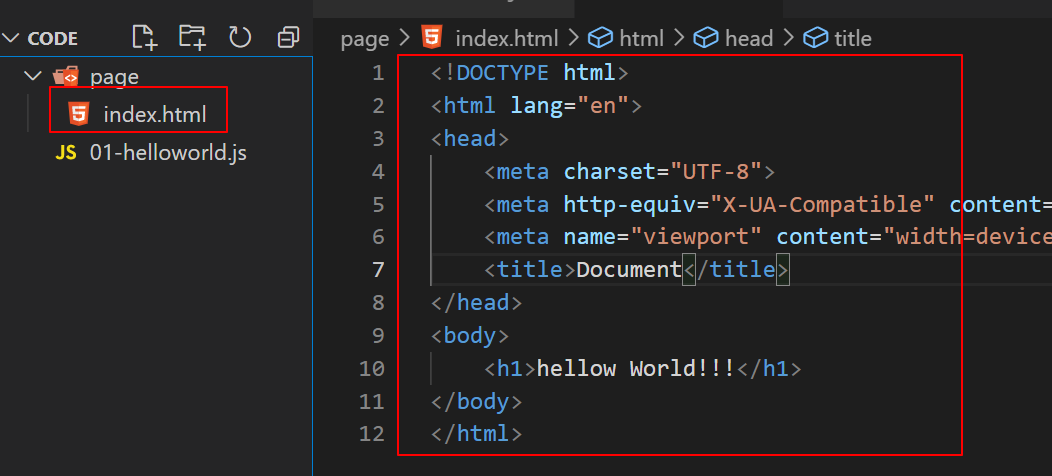 CODE
page
index.html
JS 01-helloworld.js
page > index.html > html > head > title
1 <!DOCTYPE html>
2 <html lang="en">
3 <head>
4 <meta charset="UTF-8">
5 <meta http-equiv="X-UA-Compatible" content=
6 <meta name="viewport" content="width=device
7 <title>Document</title>
8 </head>
9 <body>
10 <h1>hellow World!!!</h1>
11 </body>
12 </html>